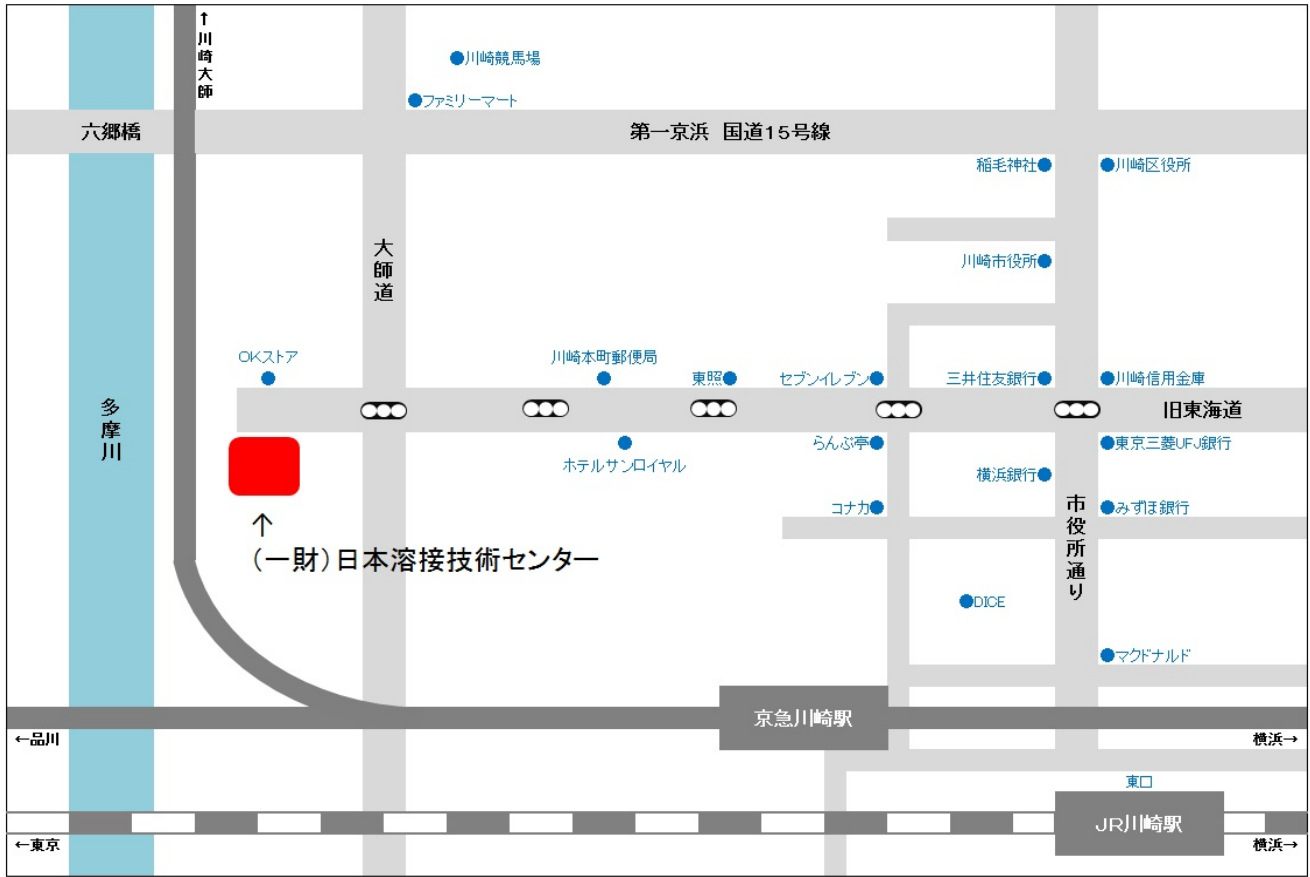 ↑川崎大師
川崎競馬場
ファミリーマート
六郷橋
第一京浜 国道15号線
稲毛神社
川崎区役所
大師道
川崎市役所
OKストア
川崎本町郵便局
東照
セブンイレブン
三井住友銀行
川崎信用金庫
旧東海道
多摩川
らんぷ亭
東京三菱UFJ銀行
ホテルサンロイヤル
横浜銀行
コナカ
みずほ銀行
市役所通り
↑
(一財)日本溶接技術センター
DICE
マクドナルド
京急川崎駅
←品川
横浜→
東口
JR川崎駅
←東京
横浜→